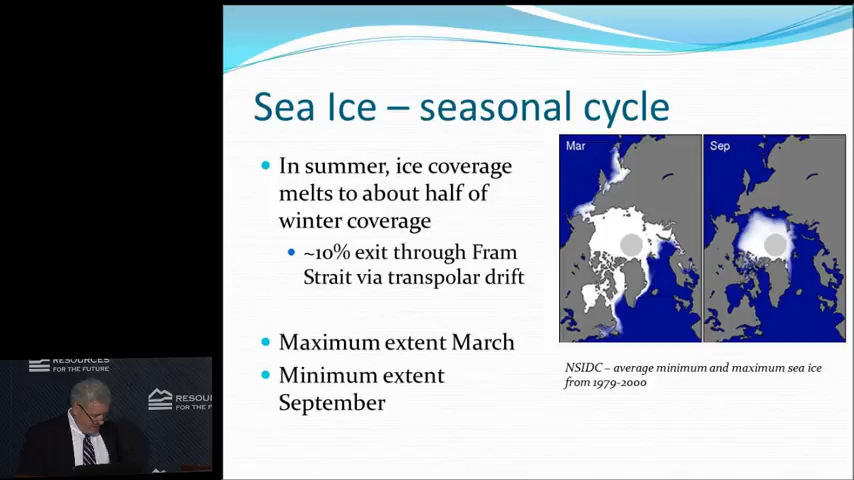 Sea Ice – seasonal cycle
In summer, ice coverage
melts to about half of
winter coverage
~10% exit through Fram
Strait via transpolar drift
Maximum extent March
Minimum extent
September
Mar
Sep
NSIDC – average minimum and maximum sea ice
from 1979-2000
RESOURCES
FOR THE FUTURE
FOR THE